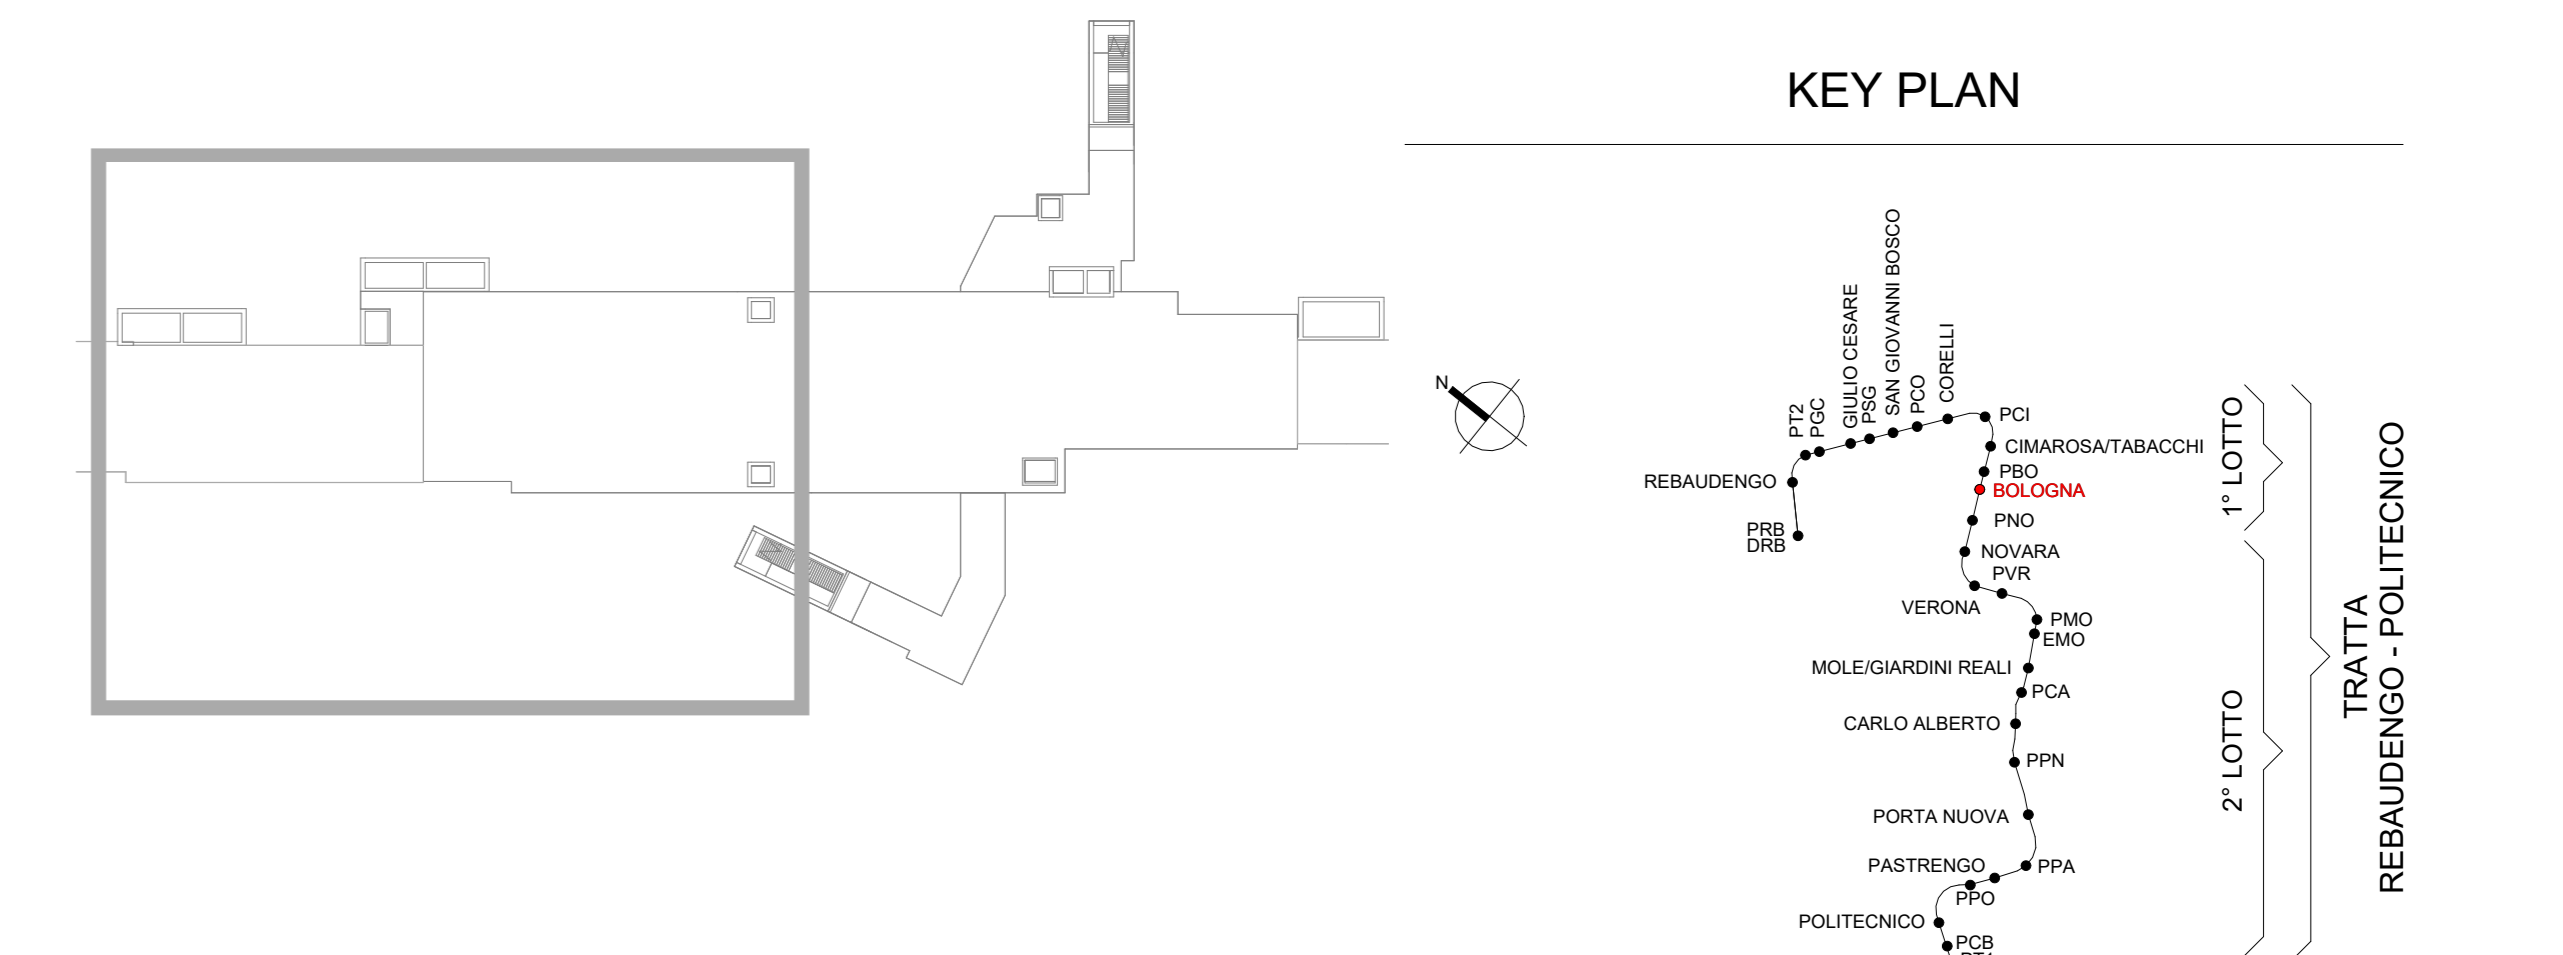 KEY PLAN
N
PT2
PGC
GIULIO CESARE
PSG
SAN GIOVANNI BOSCO
PCO
CORELLI
PCI
CIMAROSA/TABACCHI
PBO
REBAUDENGO
BOLOGNA
PRB
DRB
PNO
NOVARA
PVR
VERONA
PMO
EMO
MOLE/GIARDINI REALI
PCA
CARLO ALBERTO
PPN
PORTA NUOVA
PASTRENGO
PPA
PPO
POLITECNICO
PCB
1° LOTTO
2° LOTTO
TRATTA
REBAUDENGO - POLITECNICO